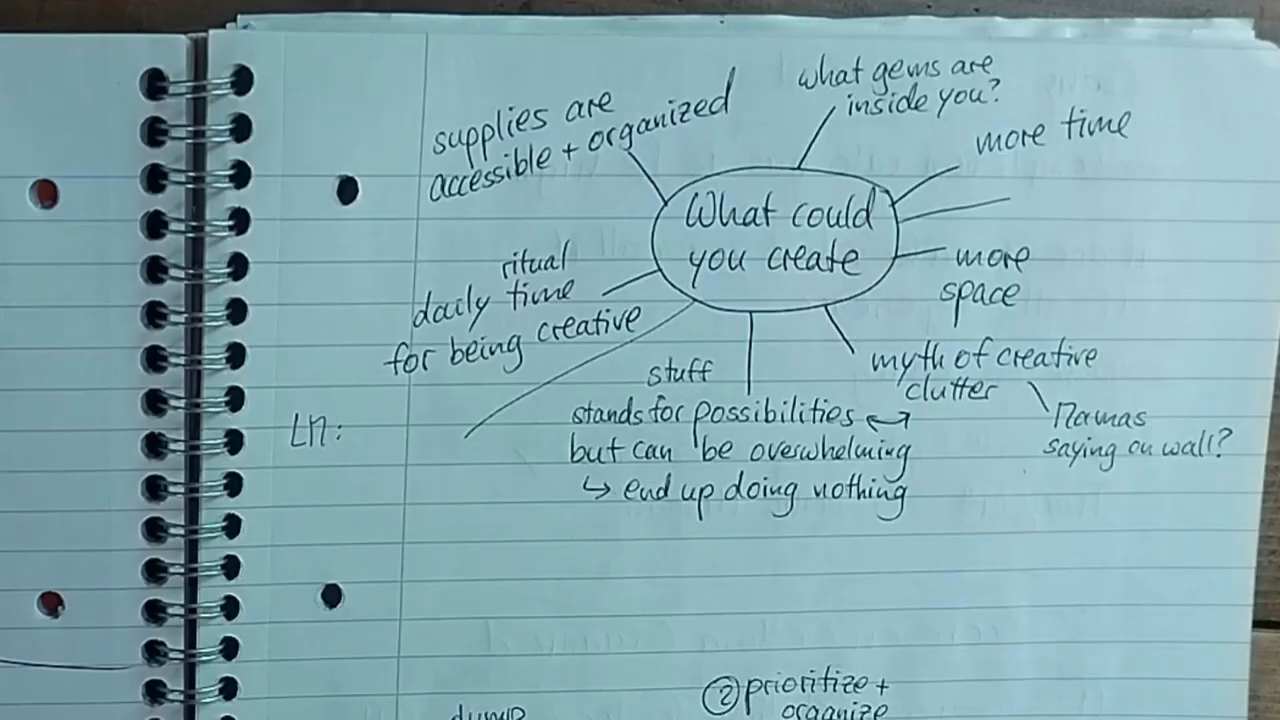 what gems are
inside you?
supplies are
accessible + organized
more time
What could
you create
ritual
daily time
for being creative
more
space
myth of creative
clutter
stuff
stands for possibilities ↔
but can be overwhelming
↳ end up doing nothing
Mamas
saying on wall?
LM:
② prioritize +
organize
dump